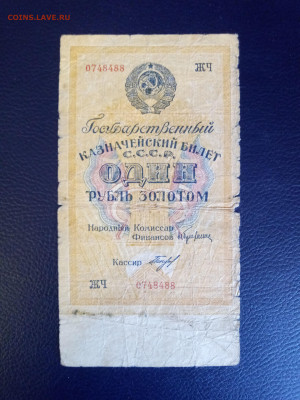 COINS.LAVE.RU
0748488 ЖЧ
Государственный
КАЗНАЧЕЙСКИЙ БИЛЕТ
С.С.С.Р.
ОДИН
РУБЛЬ ЗОЛОТОМ
Народный Комиссар
Финансов
Кассир
ЖЧ 0748488